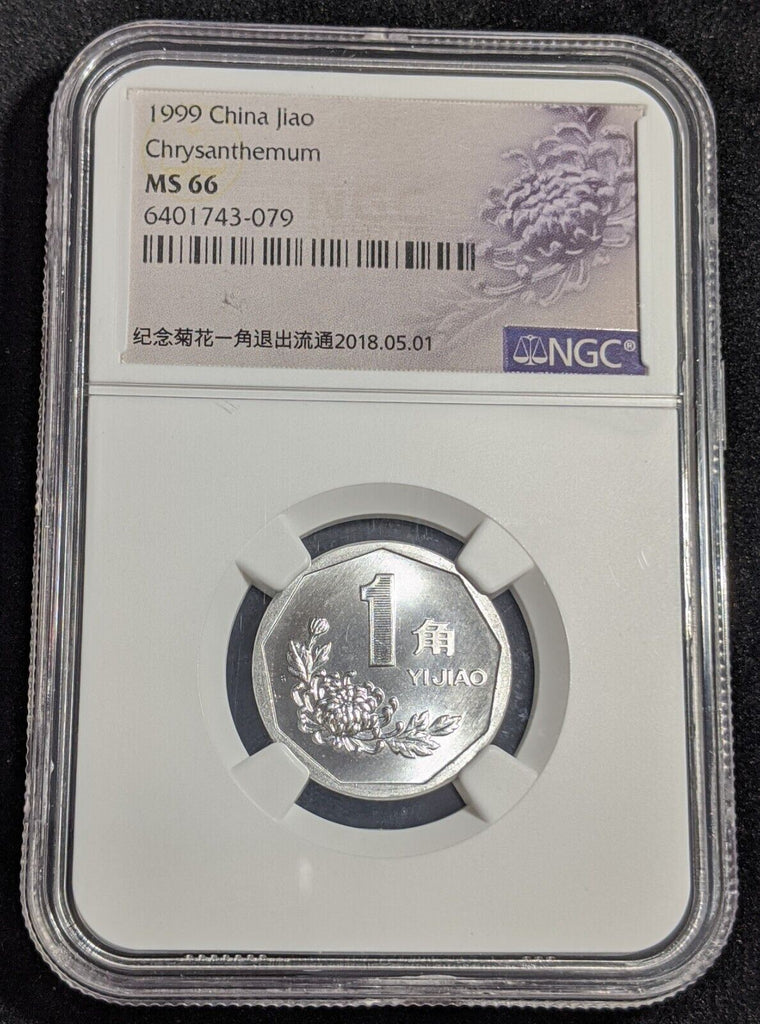 1999 China Jiao
Chrysanthemum
MS 66
6401743-079
纪念菊花一角退出流通2018.05.01
NGC®
1角
YI JIAO